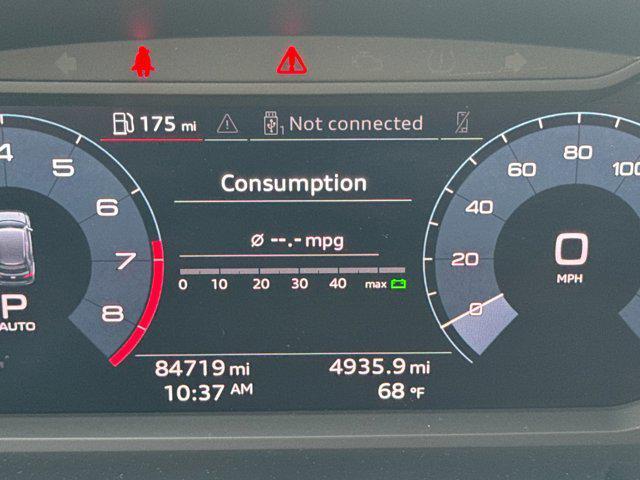 175 mi
1 Not connected
Consumption
ø --.- mpg
0 10 20 30 40 max
4 5 6 7 8
0 20 40 60 80 100
0
MPH
P
AUTO
84719 mi 4935.9 mi
10:37 AM 68 °F